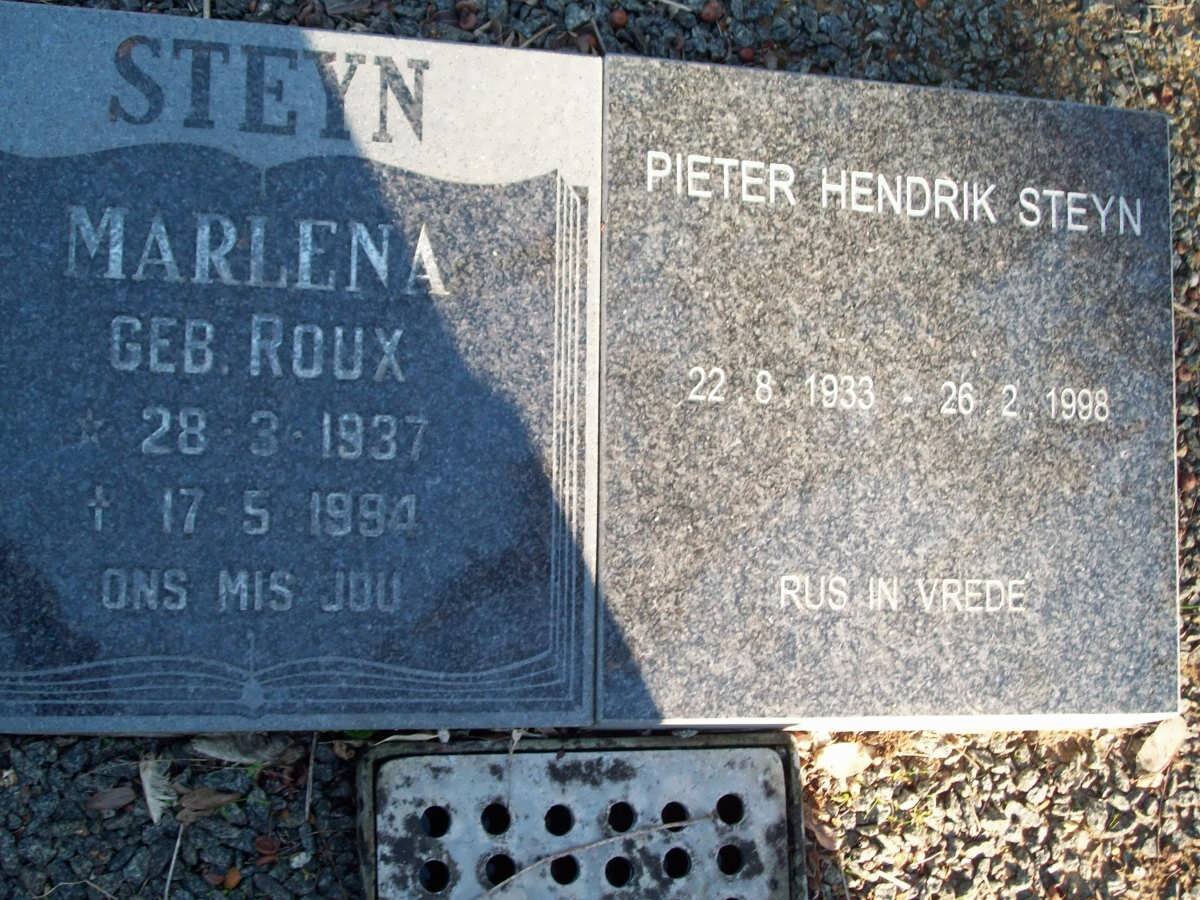 STEYN
MARLENA
GEB. ROUX
* 28·3·1937
† 17·5·1994
ONS MIS JOU
PIETER HENDRIK STEYN
22.8.1933 - 26.2.1998
RUS IN VREDE